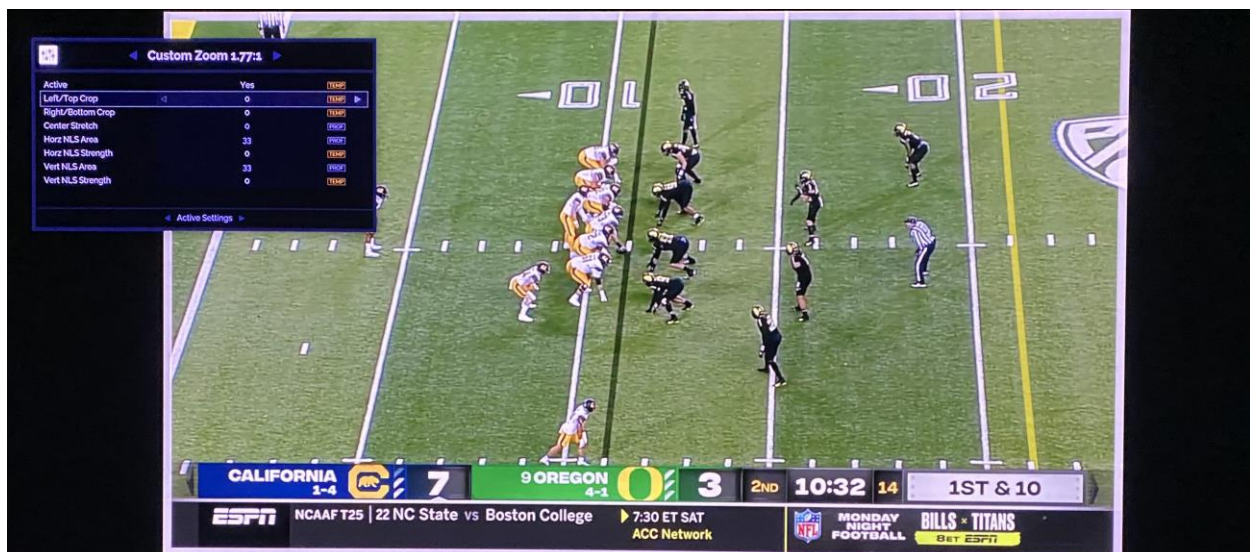 Custom Zoom 1.77:1
Active Yes TEMP
Left/Top Crop 0 TEMP
Right/Bottom Crop 0 TEMP
Center Stretch 0 PROF
Horz NLS Area 33 PROF
Horz NLS Strength 0 TEMP
Vert NLS Area 33 PROF
Vert NLS Strength 0 TEMP
Active Settings
10
20
CALIFORNIA 1-4 C 7 9 OREGON 4-1 O 3 2ND 10:32 14 1ST & 10
ESPN NCAAF T25 22 NC State vs Boston College 7:30 ET SAT
ACC Network
NFL MONDAY NIGHT FOOTBALL BILLS × TITANS
BET ESPN